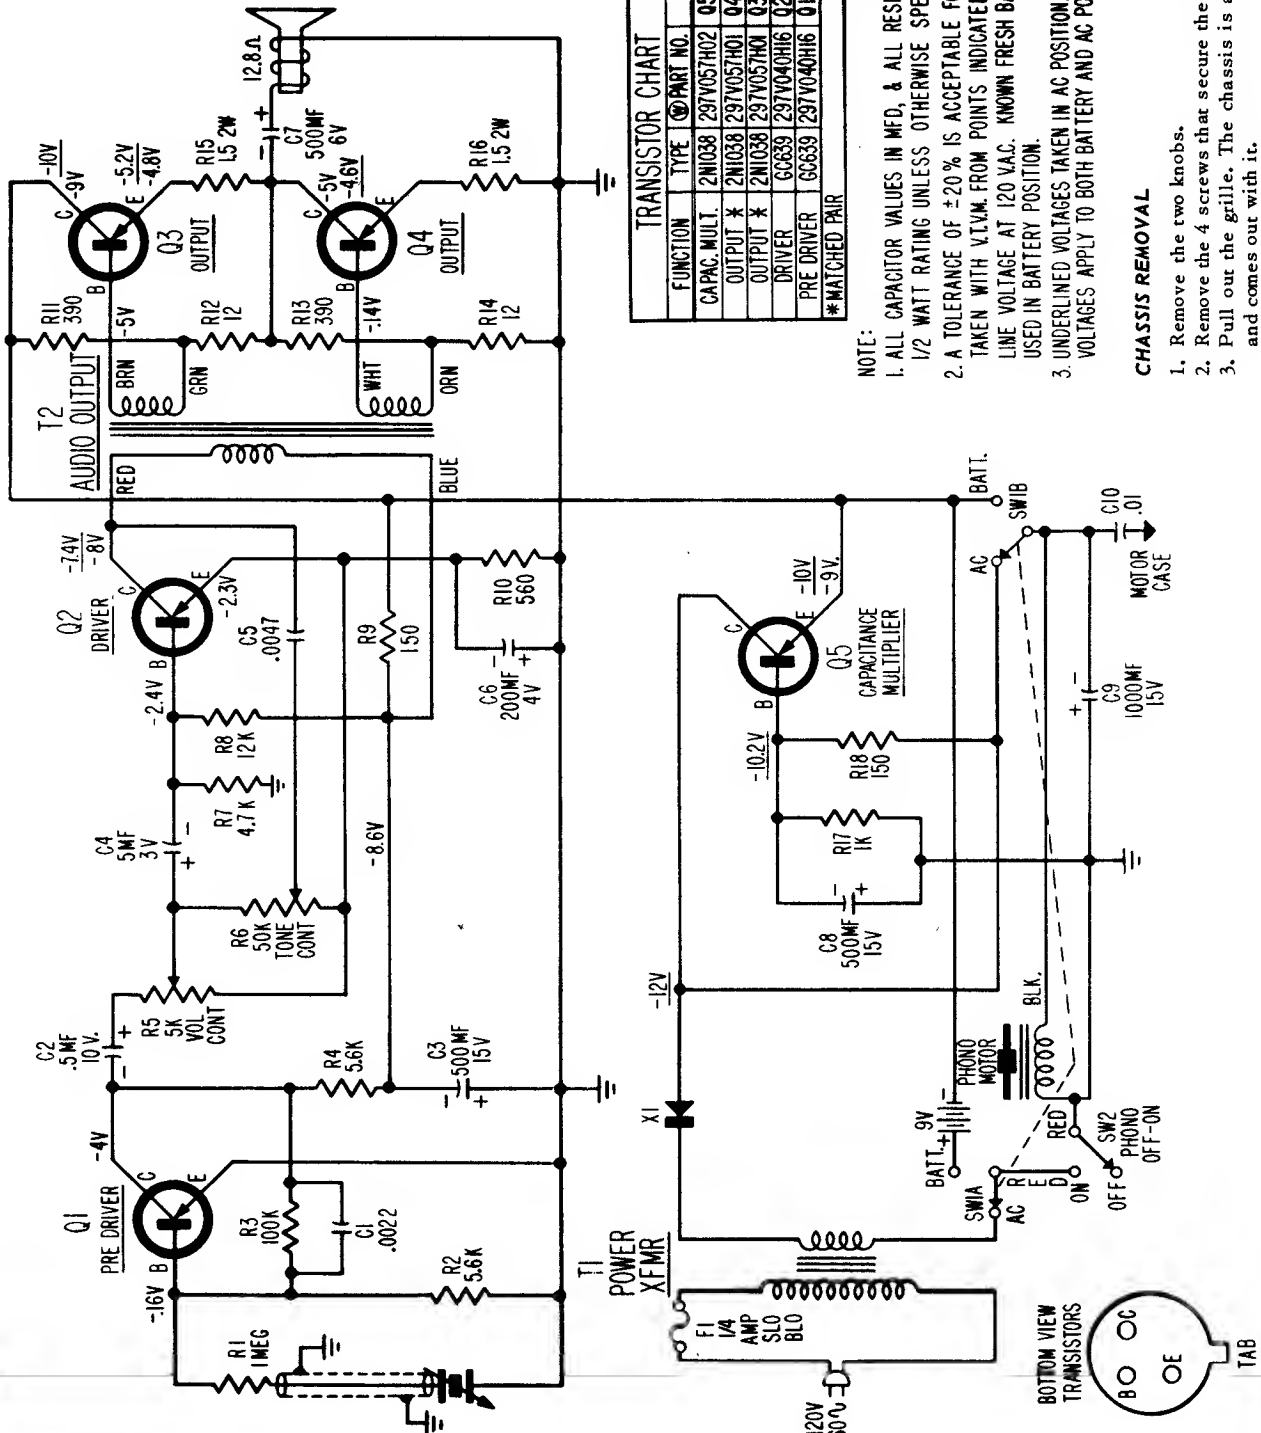 12.8Ω
-10V
-9V
C
-5.2V
-4.8V
E
R15
1.5 2W
- +
C7
500MF
6V
B
Q3
OUTPUT
-5V
-4.6V
C
E
R16
1.5 2W
B
Q4
OUTPUT
R11
390
-5V
R12
12
R13
390
-.14V
R14
12
T2
AUDIO OUTPUT
BRN
GRN
WHT
ORN
RED
BLUE
-7.4V
-8V
Q2
DRIVER
C
E
-2.3V
B
-2.4V
C5
.0047
R9
150
R10
560
C6
200MF
4V
- +
R8
12K
R7
4.7K
C4
5MF
3V
+ -
-8.6V
R6
50K
TONE
CONT
R5
5K
VOL
CONT
C2
.5MF
10V.
+ -
R4
5.6K
C3
500MF
15V
- +
-4V
Q1
PRE DRIVER
C
E
B
R3
100K
C1
.0022
-.16V
R2
5.6K
R1
1MEG
T1
POWER
XFMR
F1
1/4
AMP
SLO
BLO
X1
-12V
Q5
CAPACITANCE
MULTIPLIER
C
E
B
-10V
-9V.
-10.2V
R18
150
R17
1K
C8
500MF
15V
- +
BATT.
SW1B
AC
C10
.01
MOTOR
CASE
C9
1000MF
15V
+ -
BLK.
PHONO
MOTOR
RED
9V
BATT.
+ -
SW1A
AC
RED
ON
OFF
SW2
PHONO
OFF-ON
BOTTOM VIEW
TRANSISTORS
B
C
E
TAB
TRANSISTOR CHART
FUNCTION TYPE Ⓦ PART NO.
CAPAC. MULT. 2N1038 297V057H02 Q5
OUTPUT * 2N1038 297V057H01 Q4
OUTPUT * 2N1038 297V057H01 Q3
DRIVER GC639 297V040H16 Q2
PRE DRIVER GC639 297V040H16 Q1
*MATCHED PAIR
NOTE:
1. ALL CAPACITOR VALUES IN MFD, & ALL
1/2 WATT RATING UNLESS OTHERWISE
2. A TOLERANCE OF ±20% IS ACCEPTABLE
TAKEN WITH V.T.V.M. FROM POINTS
LINE VOLTAGE AT 120 V.A.C. KNOWN FRESH
USED IN BATTERY POSITION.
3. UNDERLINED VOLTAGES TAKEN IN AC POSITION.
VOLTAGES APPLY TO BOTH BATTERY AND AC
CHASSIS REMOVAL
1. Remove the two knobs.
2. Remove the 4 screws that secure the
3. Pull out the grille. The chassis is
and comes out with it.